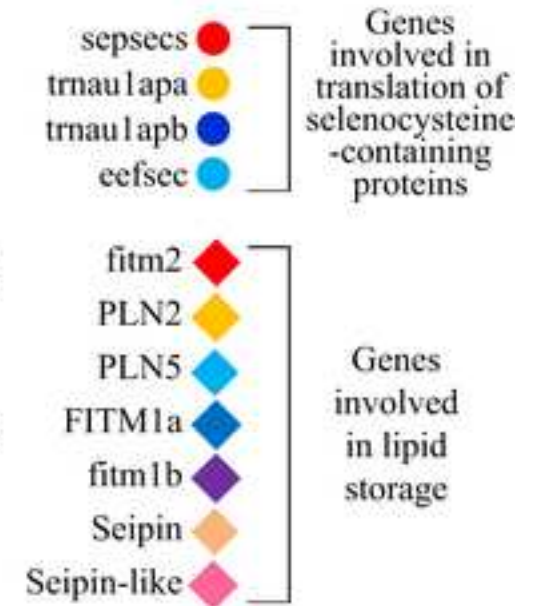 sepsecs
trnau1apa
trnau1apb
eefsec
Genes
involved in
translation of
selenocysteine
-containing
proteins
fitm2
PLN2
PLN5
FITM1a
fitm1b
Seipin
Seipin-like
Genes
involved
in lipid
storage